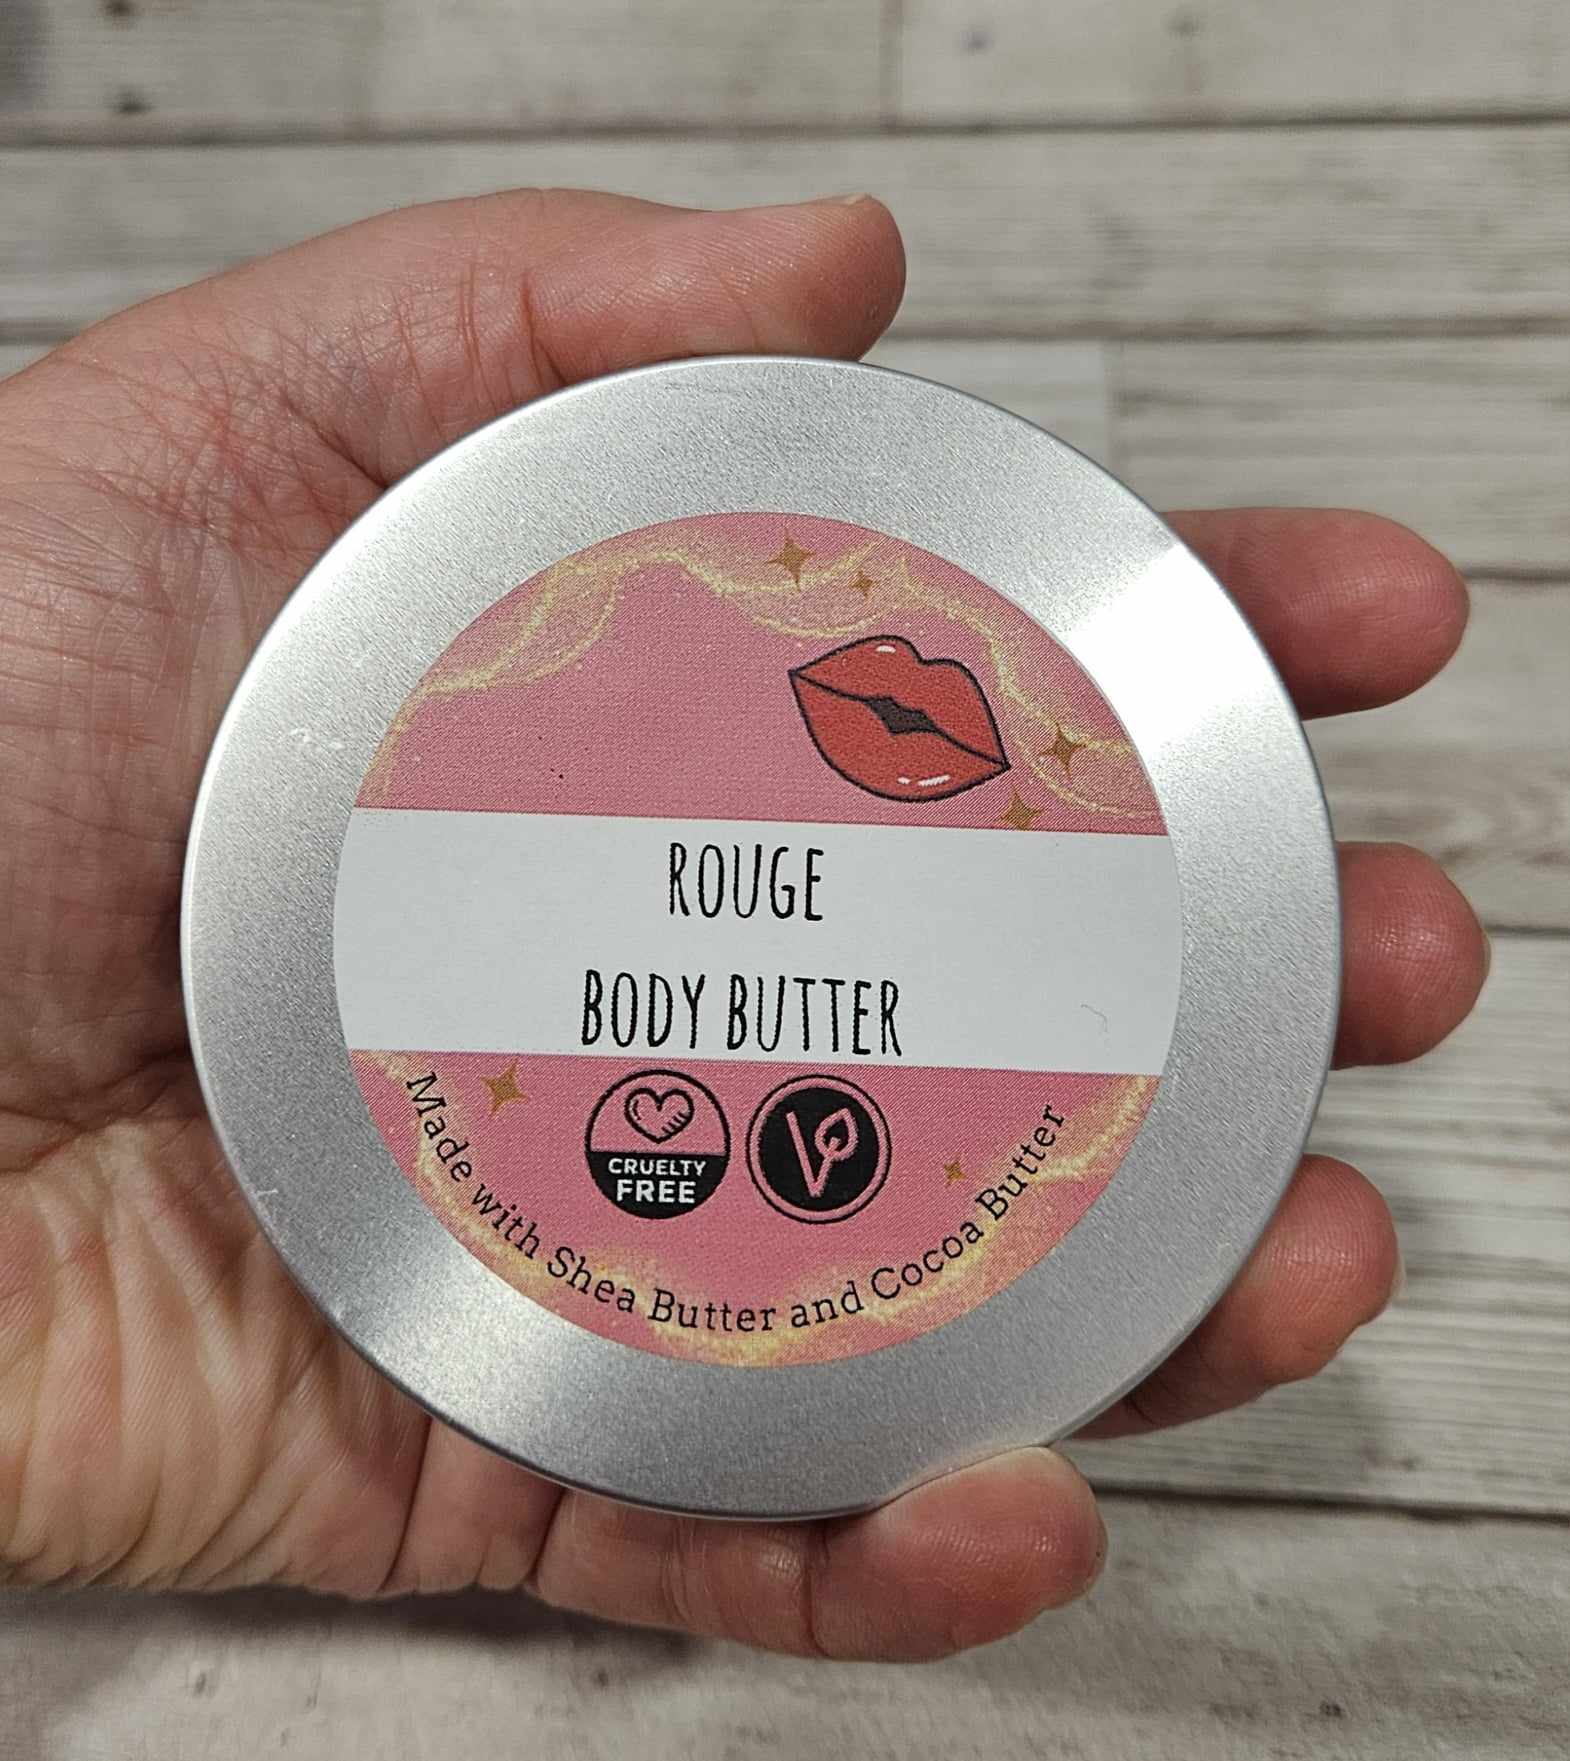 ROUGE
BODY BUTTER
CRUELTY
FREE
V
Made with Shea Butter and Cocoa Butter